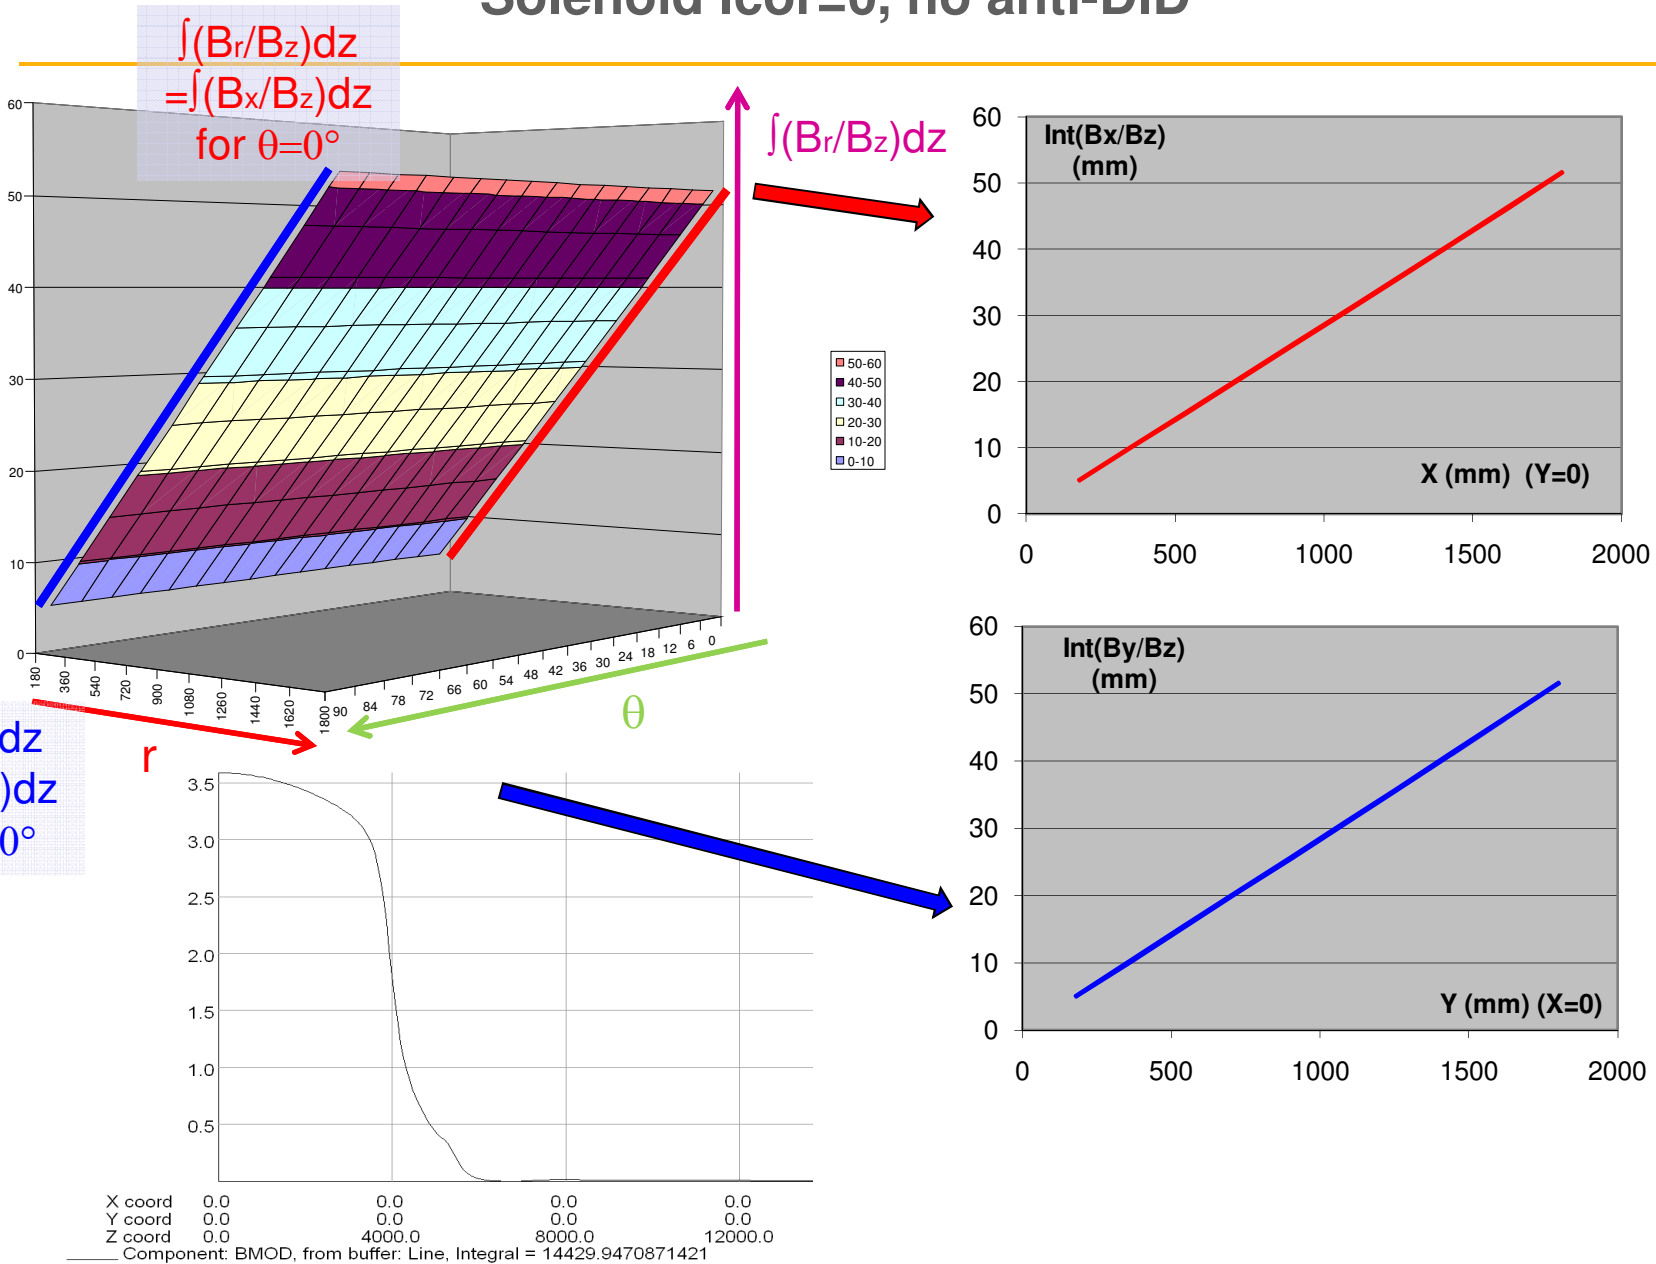 Solenoid Icor=0, no anti-DID
∫(Br/Bz)dz
=∫(Bx/Bz)dz
for θ=0°
60
50
40
30
20
10
0
180
360
540
720
900
1080
1260
1440
1620
1800
90
84
78
72
66
60
54
48
42
36
30
24
18
12
6
0
r
θ
∫(Br/Bz)dz
50-60
40-50
30-40
20-30
10-20
0-10
dz
)dz
0°
Int(Bx/Bz)
(mm)
60
50
40
30
20
10
0
X (mm) (Y=0)
0 500 1000 1500 2000
Int(By/Bz)
(mm)
60
50
40
30
20
10
0
Y (mm) (X=0)
0 500 1000 1500 2000
3.5
3.0
2.5
2.0
1.5
1.0
0.5
X coord 0.0 0.0 0.0 0.0
Y coord 0.0 0.0 0.0 0.0
Z coord 0.0 4000.0 8000.0 12000.0
Component: BMOD, from buffer: Line, Integral = 14429.9470871421